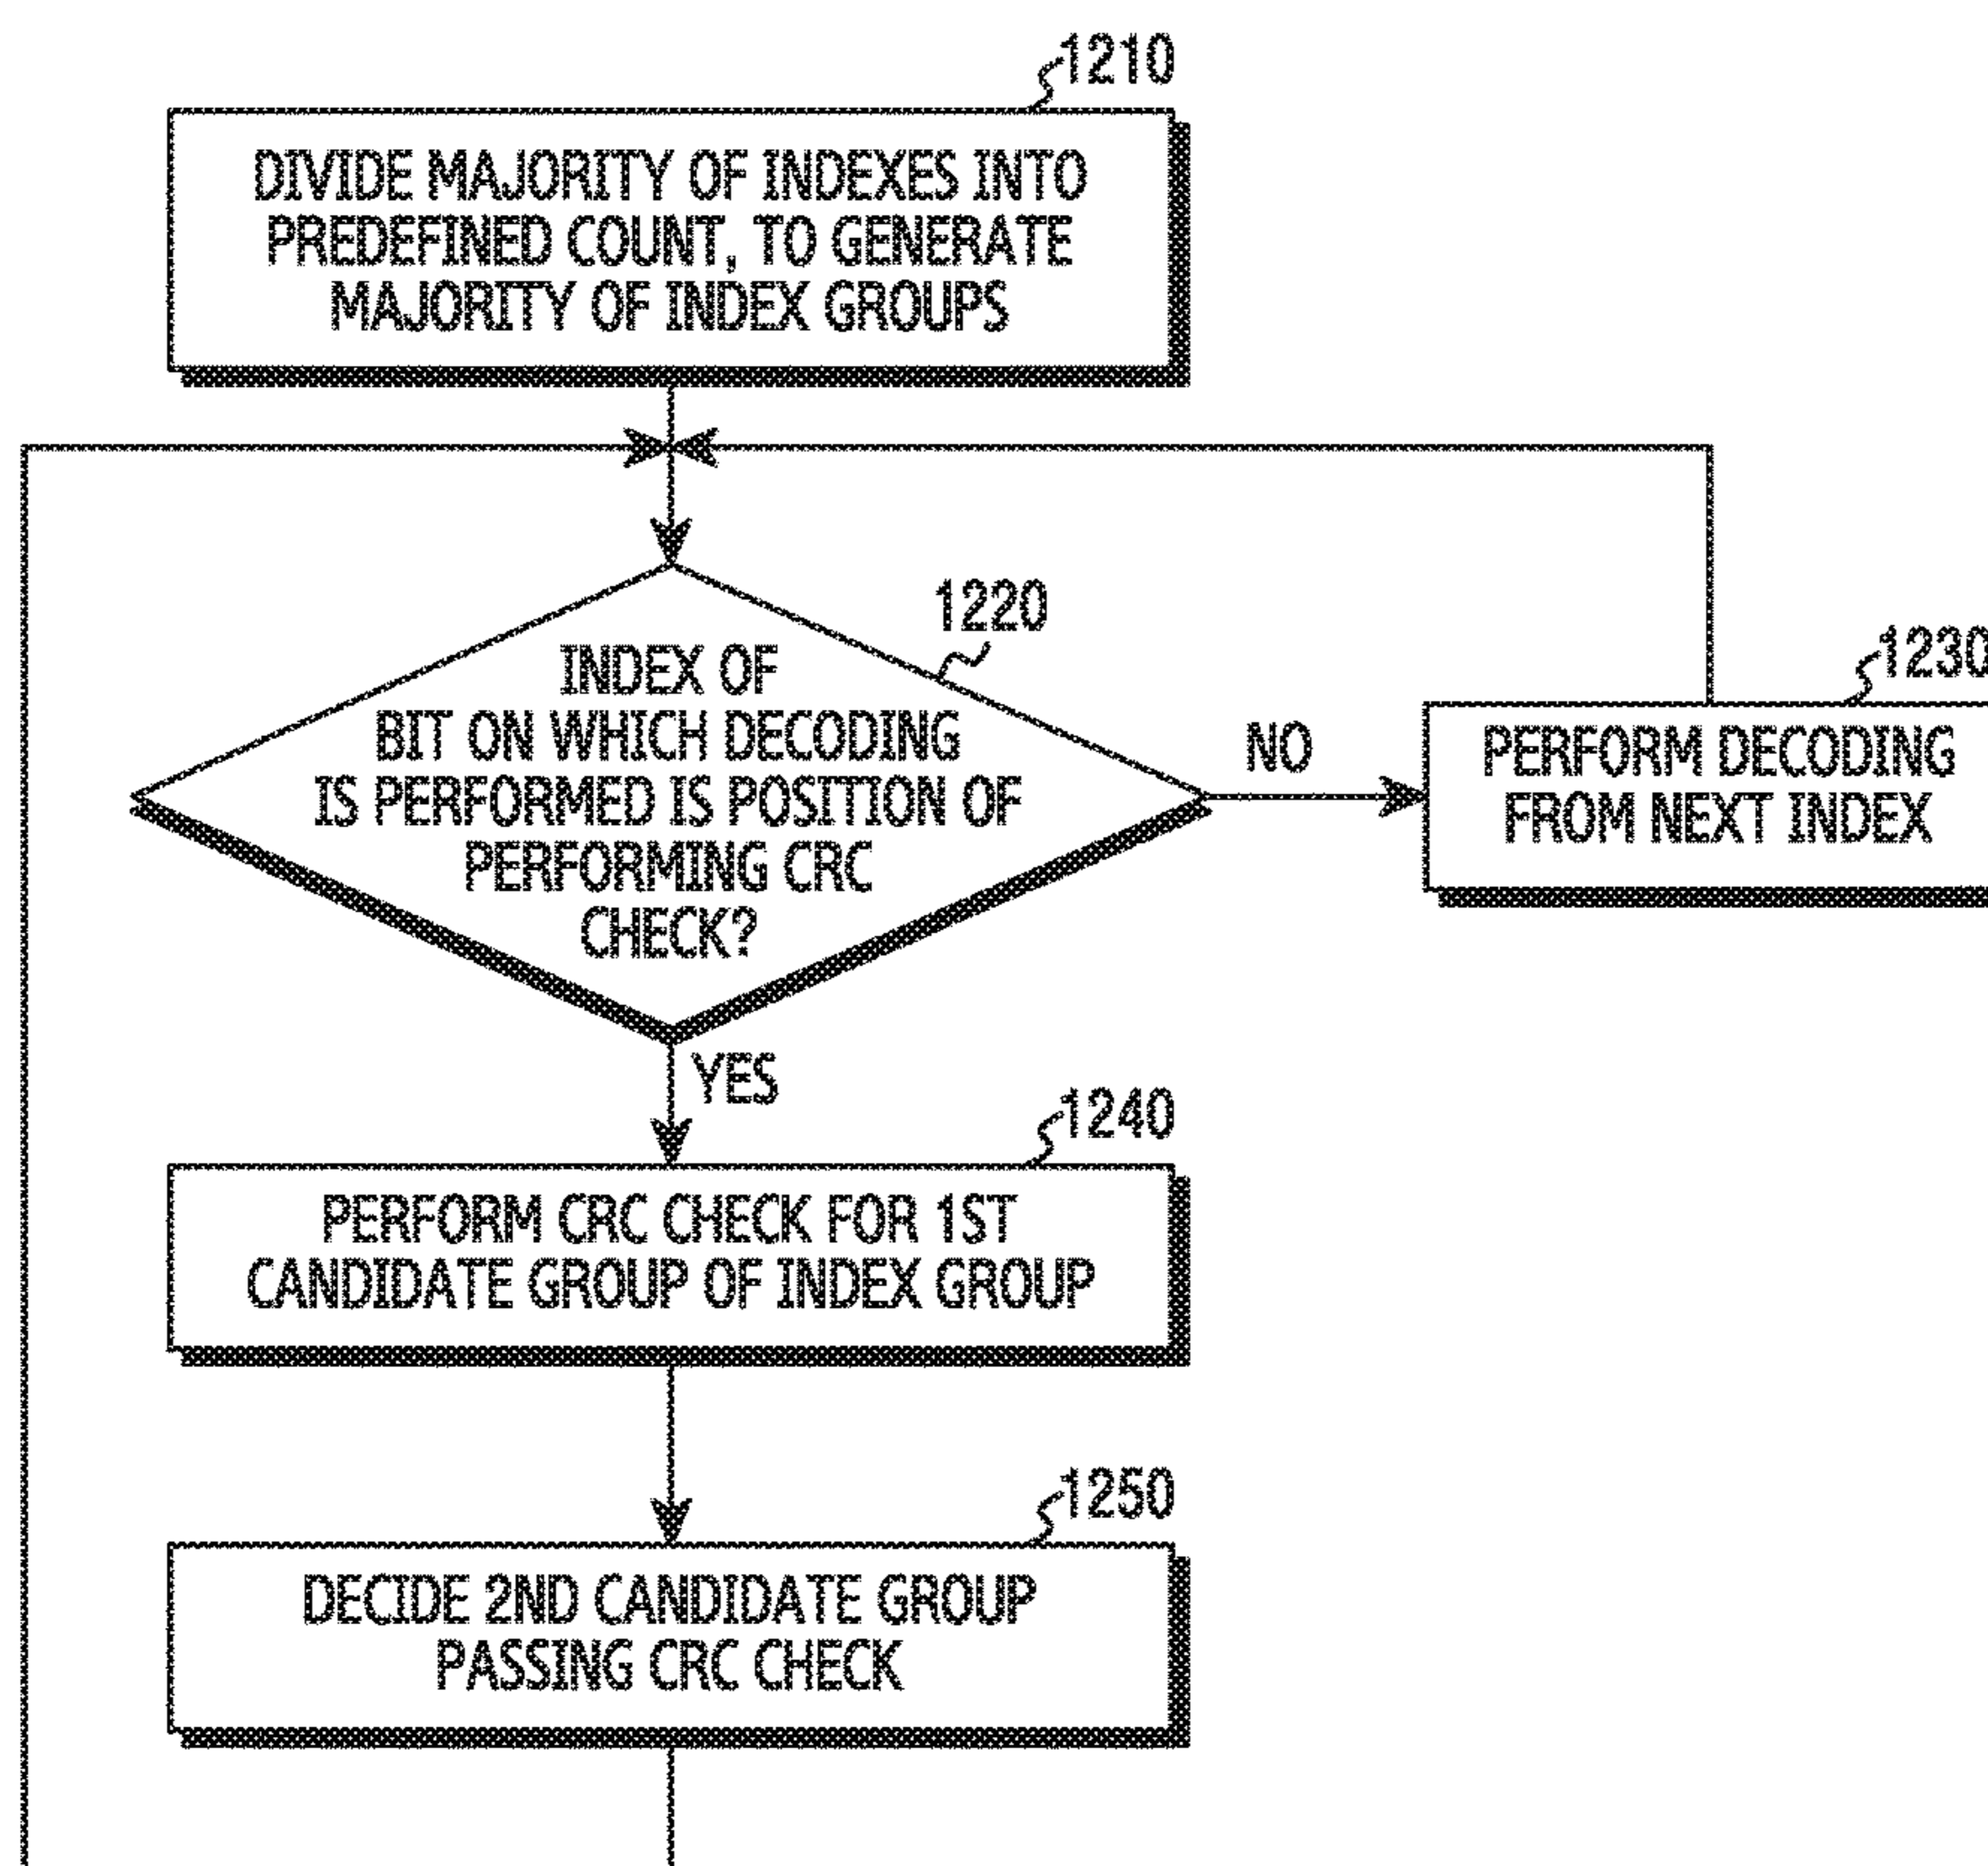 1210
DIVIDE MAJORITY OF INDEXES INTO
PREDEFINED COUNT, TO GENERATE
MAJORITY OF INDEX GROUPS
1220
INDEX OF
BIT ON WHICH DECODING
IS PERFORMED IS POSITION OF
PERFORMING CRC
CHECK?
NO
1230
PERFORM DECODING
FROM NEXT INDEX
YES
1240
PERFORM CRC CHECK FOR 1ST
CANDIDATE GROUP OF INDEX GROUP
1250
DECIDE 2ND CANDIDATE GROUP
PASSING CRC CHECK